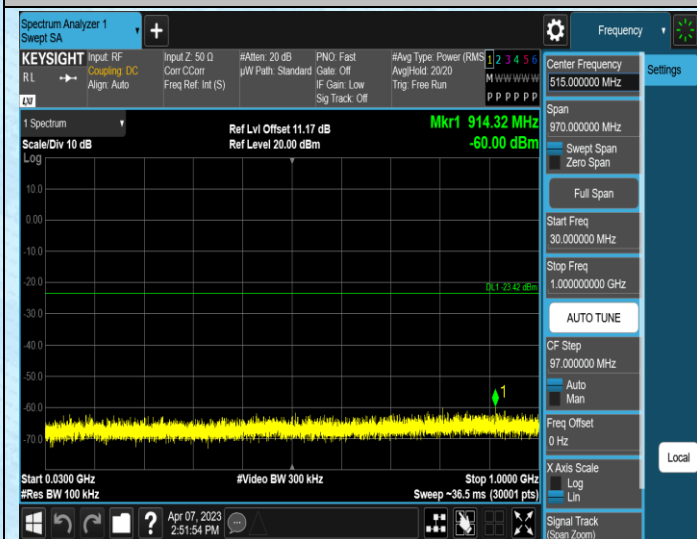 Spectrum Analyzer 1
Swept SA
Frequency
KEYSIGHT
R L
LXI
Input: RF
Coupling: DC
Align: Auto
Input Z: 50 Ω
Corr CCorr
Freq Ref: Int (S)
#Atten: 20 dB
µW Path: Standard
PNO: Fast
Gate: Off
IF Gain: Low
Sig Track: Off
#Avg Type: Power (RMS
Avg|Hold: 20/20
Trig: Free Run
1 2 3 4 5 6
M W W W W W
P P P P P P
1 Spectrum
Scale/Div 10 dB
Ref Lvl Offset 11.17 dB
Ref Level 20.00 dBm
Mkr1 914.32 MHz
-60.00 dBm
Log
10.0
0.00
-10.0
-20.0
DL1 -23.42 dBm
-30.0
-40.0
-50.0
1
-60.0
-70.0
Start 0.0300 GHz
#Res BW 100 kHz
#Video BW 300 kHz
Stop 1.0000 GHz
Sweep ~36.5 ms (30001 pts)
Apr 07, 2023
2:51:54 PM
Center Frequency
515.000000 MHz
Span
970.000000 MHz
Swept Span
Zero Span
Full Span
Start Freq
30.000000 MHz
Stop Freq
1.000000000 GHz
AUTO TUNE
CF Step
97.000000 MHz
Auto
Man
Freq Offset
0 Hz
X Axis Scale
Log
Lin
Signal Track
(Span Zoom)
Settings
Local